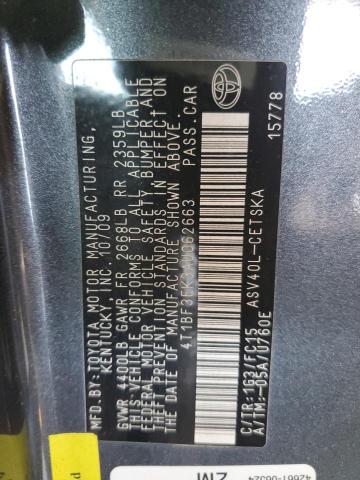 MFD.BY:TOYOTA MOTOR MANUFACTURING,
KENTUCKY, INC. 10/09
GVWR 4400LB GAWR FR 2668LB RR 2359LB
THIS VEHICLE CONFORMS TO ALL APPLICABLE
FEDERAL MOTOR VEHICLE SAFETY, BUMPER, AND
THEFT PREVENTION STANDARDS IN EFFECT ON
THE DATE OF MANUFACTURE SHOWN ABOVE.
PASS. CAR
C/TR:1G3/FC15 ASV40L-CETSKA
A/TM:-05A/U760E 15778
42661-06324